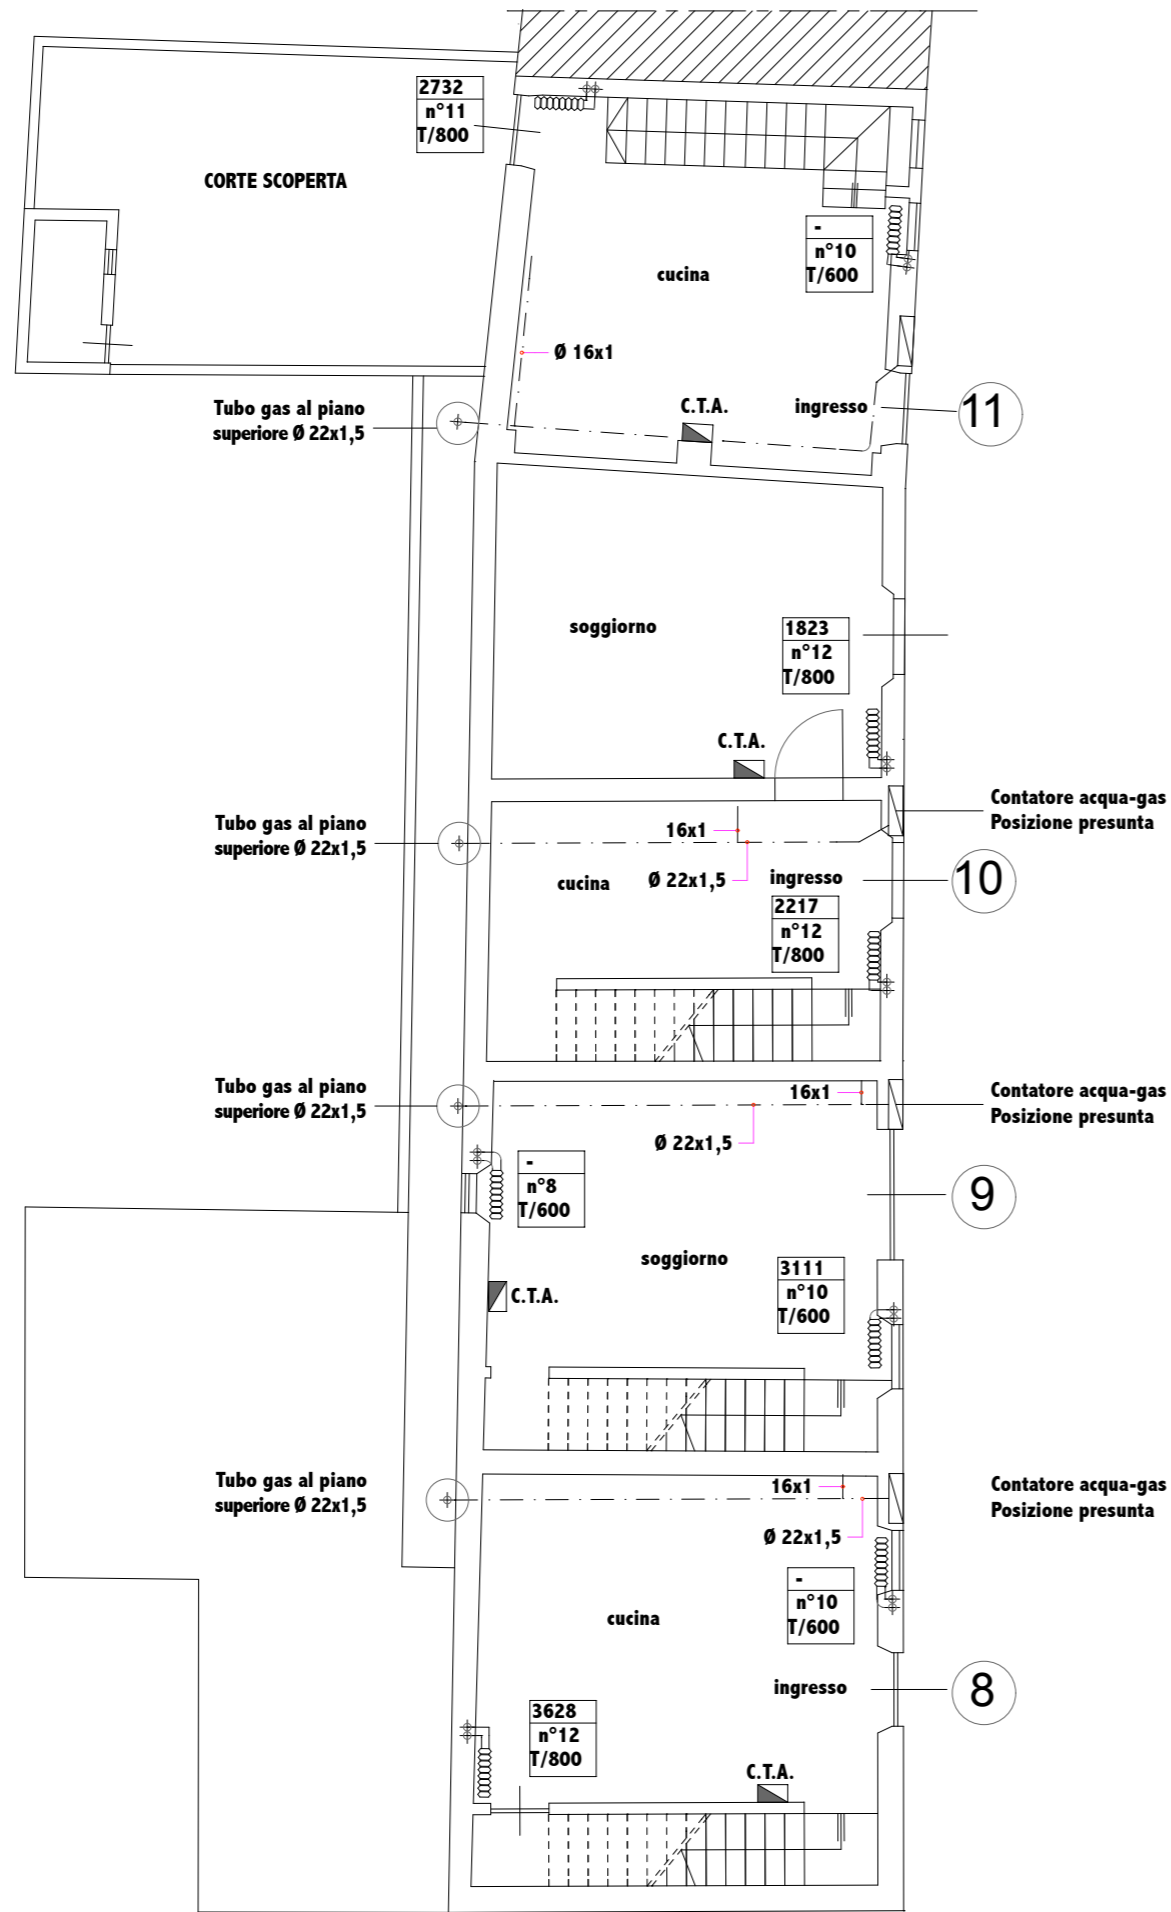 2732
n°11
T/800
CORTE SCOPERTA
-
n°10
T/600
cucina
Ø 16x1
Tubo gas al piano
superiore Ø 22x1,5
C.T.A.
ingresso
11
soggiorno
1823
n°12
T/800
C.T.A.
Contatore acqua-gas
Posizione presunta
Tubo gas al piano
superiore Ø 22x1,5
16x1
cucina
Ø 22x1,5
ingresso
10
2217
n°12
T/800
Tubo gas al piano
superiore Ø 22x1,5
16x1
Contatore acqua-gas
Posizione presunta
Ø 22x1,5
-
n°8
T/600
9
soggiorno
3111
n°10
T/600
C.T.A.
Tubo gas al piano
superiore Ø 22x1,5
16x1
Contatore acqua-gas
Posizione presunta
Ø 22x1,5
-
n°10
T/600
cucina
ingresso
8
3628
n°12
T/800
C.T.A.